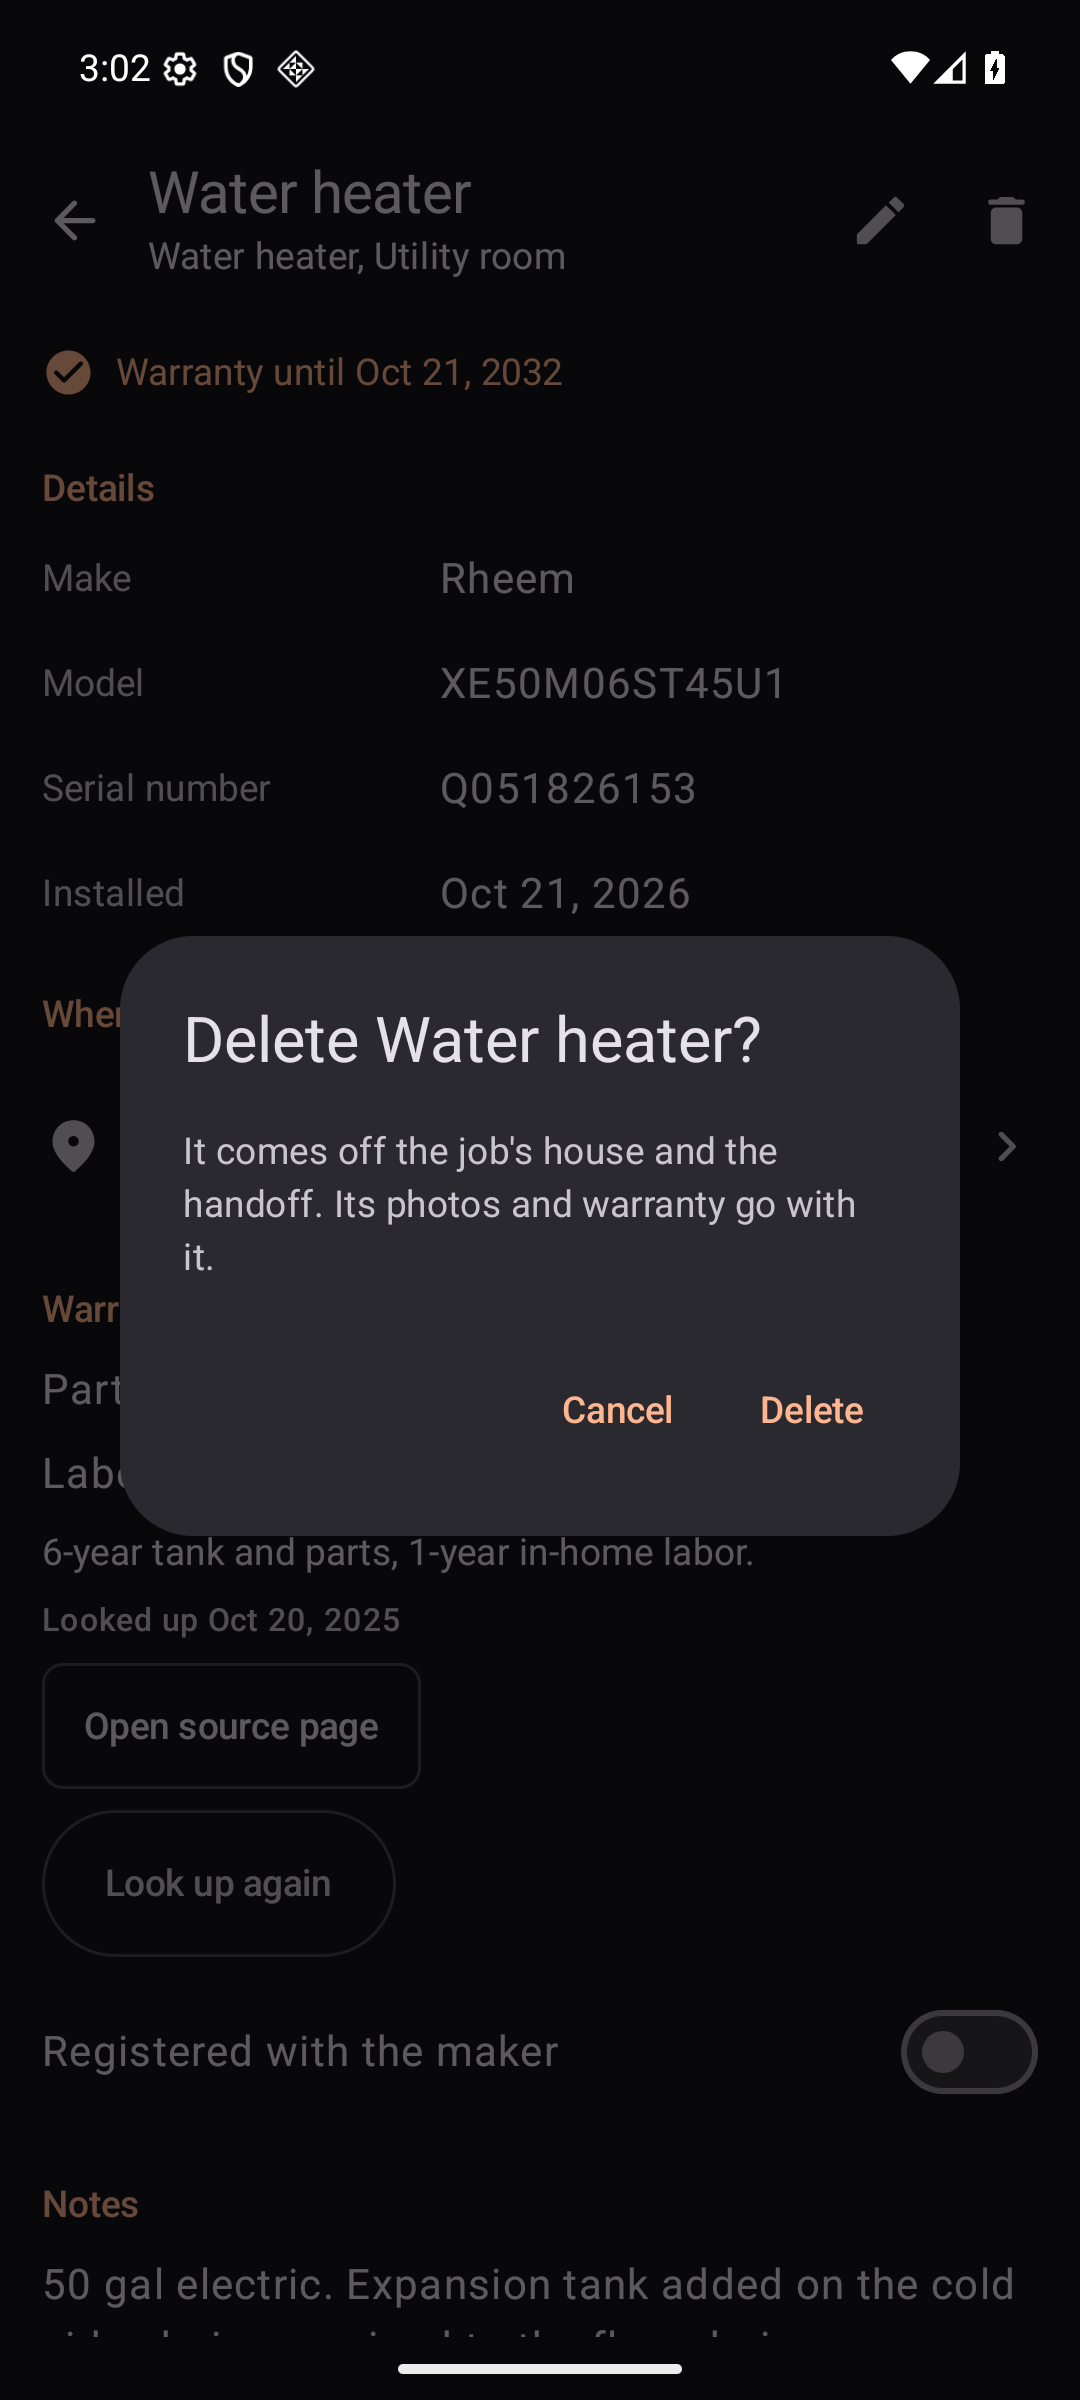 3:02
Water heater
Water heater, Utility room
Warranty until Oct 21, 2032
Details
Make Rheem
Model XE50M06ST45U1
Serial number Q051826153
Installed Oct 21, 2026
Delete Water heater?
It comes off the job's house and the
handoff. Its photos and warranty go with
it.
Cancel Delete
6-year tank and parts, 1-year in-home labor.
Looked up Oct 20, 2025
Open source page
Look up again
Registered with the maker
Notes
50 gal electric. Expansion tank added on the cold